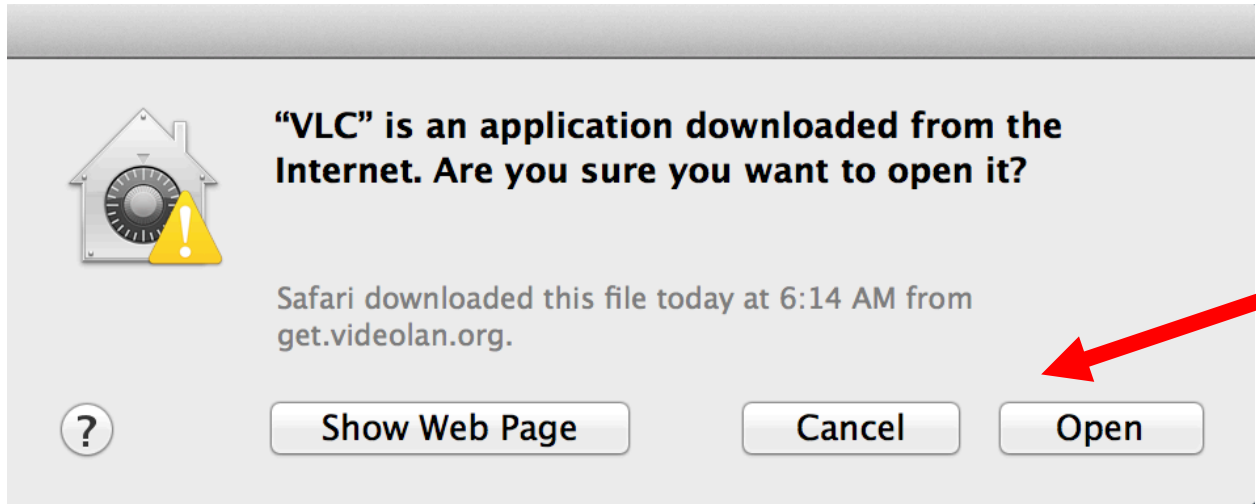 “VLC” is an application downloaded from the
Internet. Are you sure you want to open it?
Safari downloaded this file today at 6:14 AM from
get.videolan.org.
? Show Web Page Cancel Open